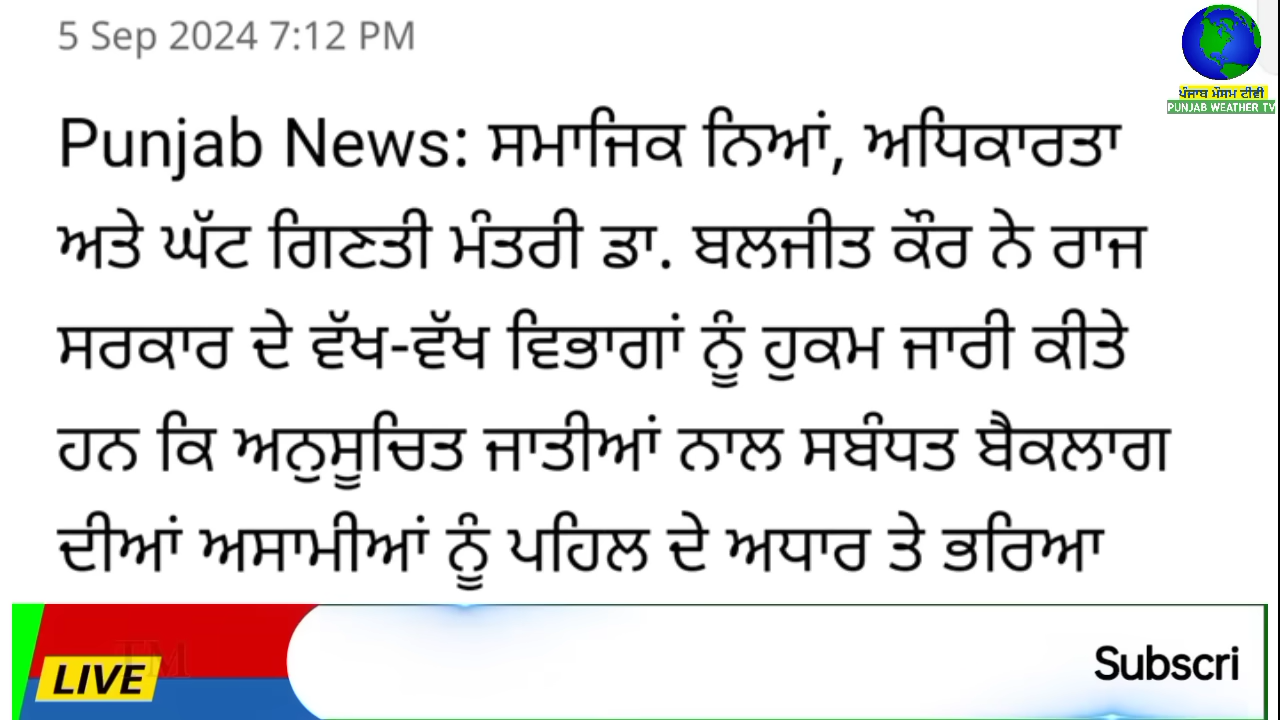 5 Sep 2024 7:12 PM
ਪੰਜਾਬ ਮੌਸਮ ਟੀਵੀ
PUNJAB WEATHER TV
Punjab News: ਸਮਾਜਿਕ ਨਿਆਂ, ਅਧਿਕਾਰਤਾ
ਅਤੇ ਘੱਟ ਗਿਣਤੀ ਮੰਤਰੀ ਡਾ. ਬਲਜੀਤ ਕੌਰ ਨੇ ਰਾਜ
ਸਰਕਾਰ ਦੇ ਵੱਖ-ਵੱਖ ਵਿਭਾਗਾਂ ਨੂੰ ਹੁਕਮ ਜਾਰੀ ਕੀਤੇ
ਹਨ ਕਿ ਅਨੁਸੂਚਿਤ ਜਾਤੀਆਂ ਨਾਲ ਸਬੰਧਤ ਬੈਕਲਾਗ
ਦੀਆਂ ਅਸਾਮੀਆਂ ਨੂੰ ਪਹਿਲ ਦੇ ਅਧਾਰ ਤੇ ਭਰਿਆ
TM
LIVE
Subscri